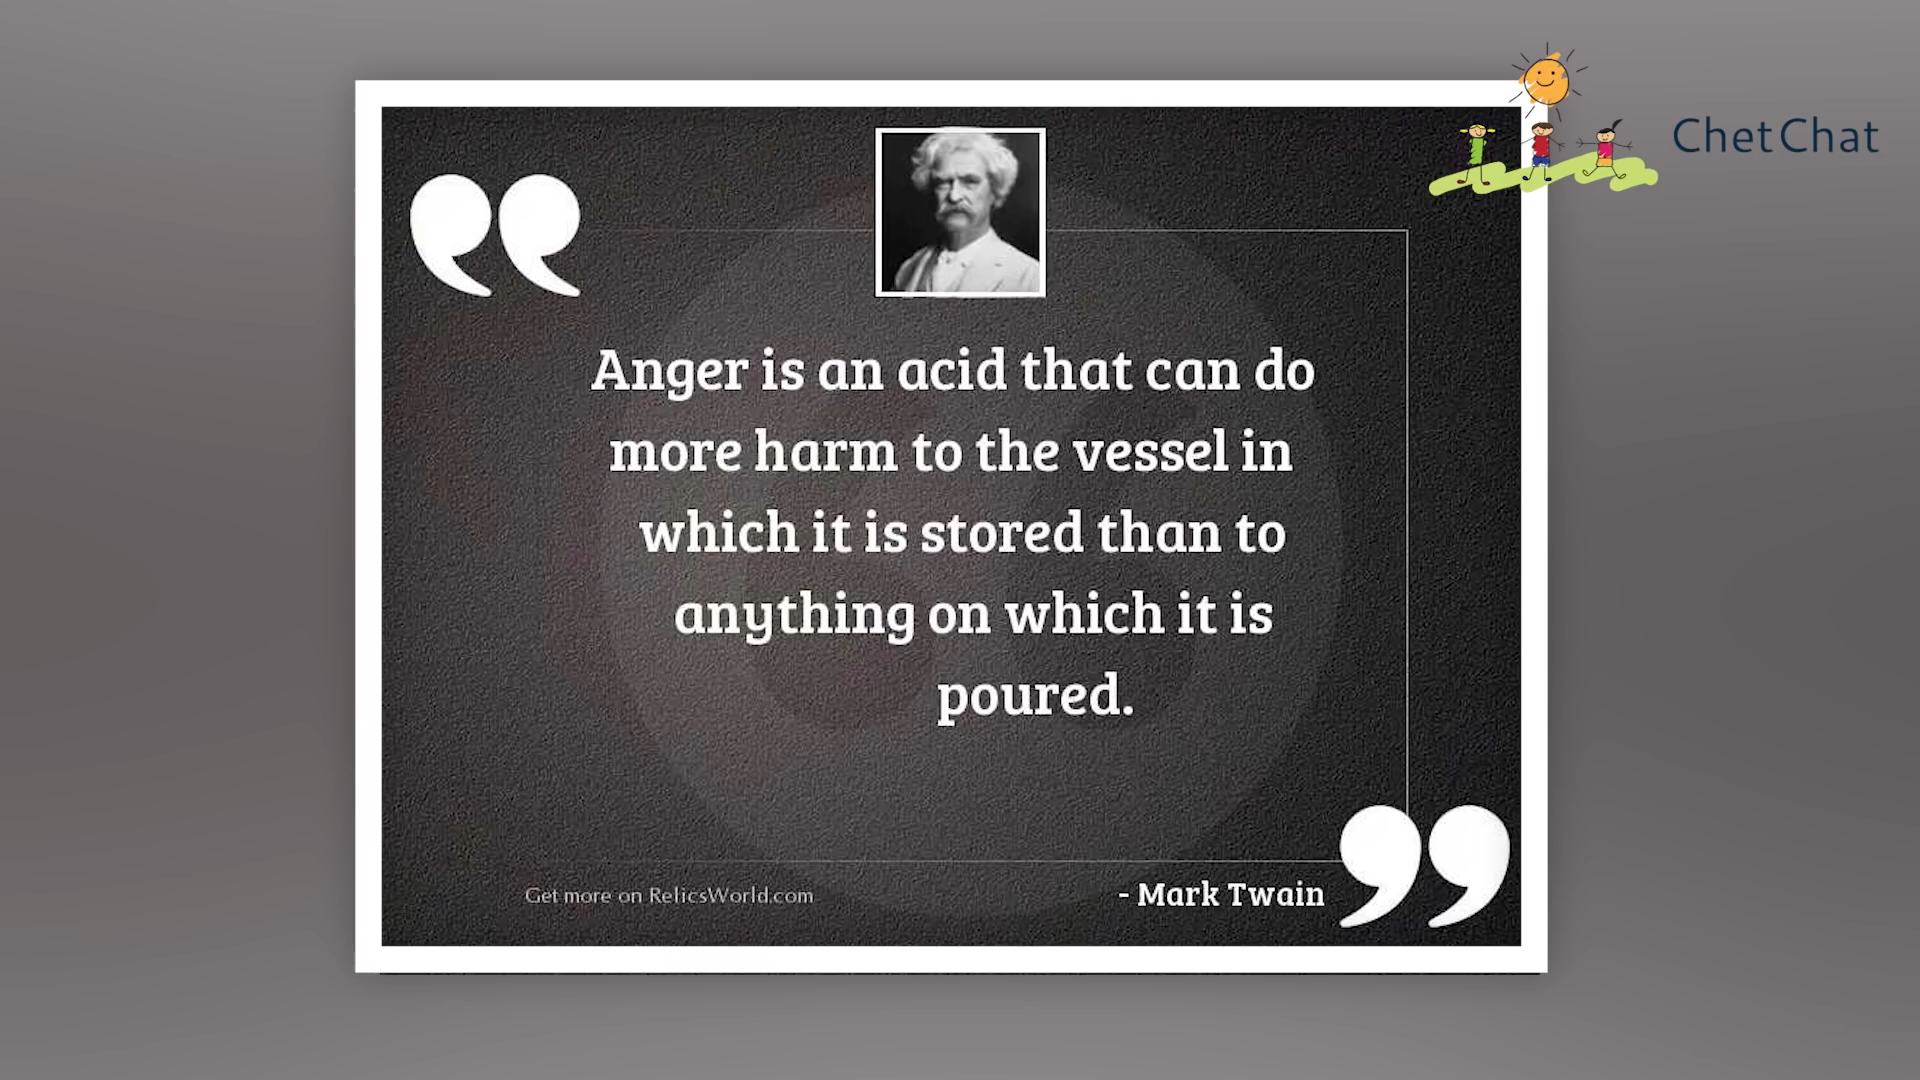 ChetChat
Anger is an acid that can do
more harm to the vessel in
which it is stored than to
anything on which it is
poured.
Get more on RelicsWorld.com
- Mark Twain